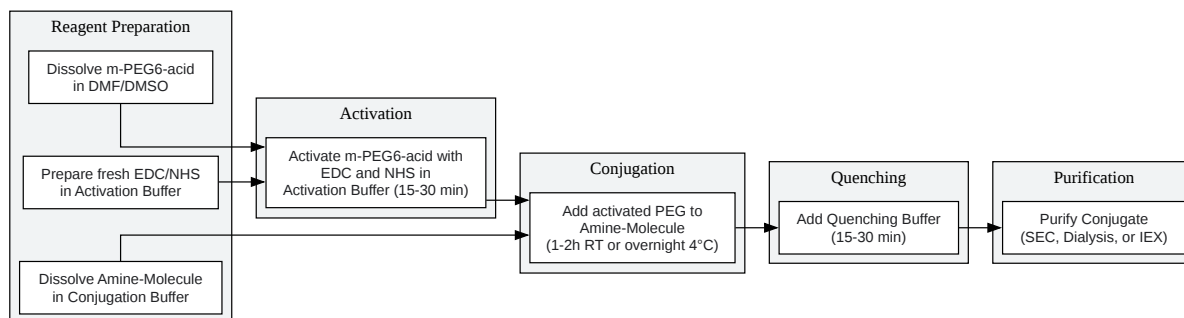 Reagent Preparation
Dissolve m-PEG6-acid
in DMF/DMSO
Prepare fresh EDC/NHS
in Activation Buffer
Dissolve Amine-Molecule
in Conjugation Buffer
Activation
Activate m-PEG6-acid with
EDC and NHS in
Activation Buffer (15-30 min)
Conjugation
Add activated PEG to
Amine-Molecule
(1-2h RT or overnight 4°C)
Quenching
Add Quenching Buffer
(15-30 min)
Purification
Purify Conjugate
(SEC, Dialysis, or IEX)